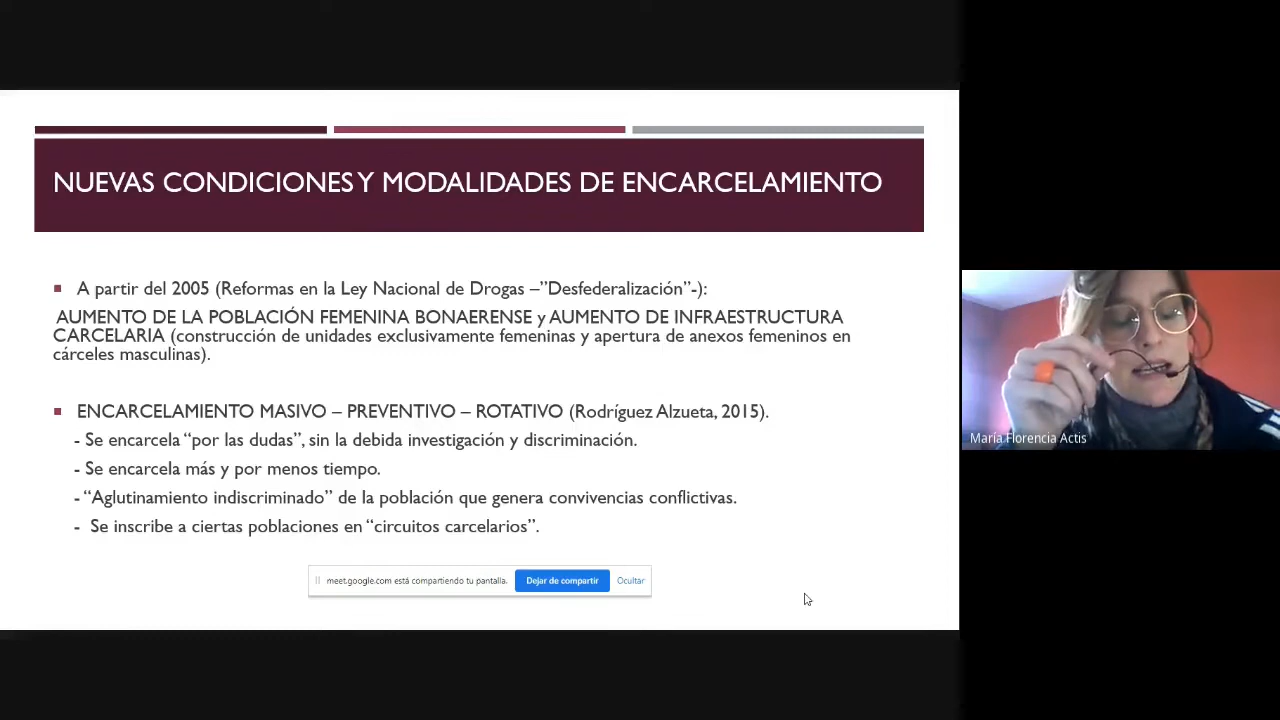 NUEVAS CONDICIONES Y MODALIDADES DE ENCARCELAMIENTO
A partir del 2005 (Reformas en la Ley Nacional de Drogas –”Desfederalización”-):
AUMENTO DE LA POBLACIÓN FEMENINA BONAERENSE y AUMENTO DE INFRAESTRUCTURA
CARCELARIA (construcción de unidades exclusivamente femeninas y apertura de anexos femeninos en
cárceles masculinas).
ENCARCELAMIENTO MASIVO – PREVENTIVO – ROTATIVO (Rodríguez Alzueta, 2015).
- Se encarcela “por las dudas”, sin la debida investigación y discriminación.
- Se encarcela más y por menos tiempo.
- “Aglutinamiento indiscriminado” de la población que genera convivencias conflictivas.
- Se inscribe a ciertas poblaciones en “circuitos carcelarios”.
meet.google.com está compartiendo tu pantalla. Dejar de compartir Ocultar
María Florencia Actis